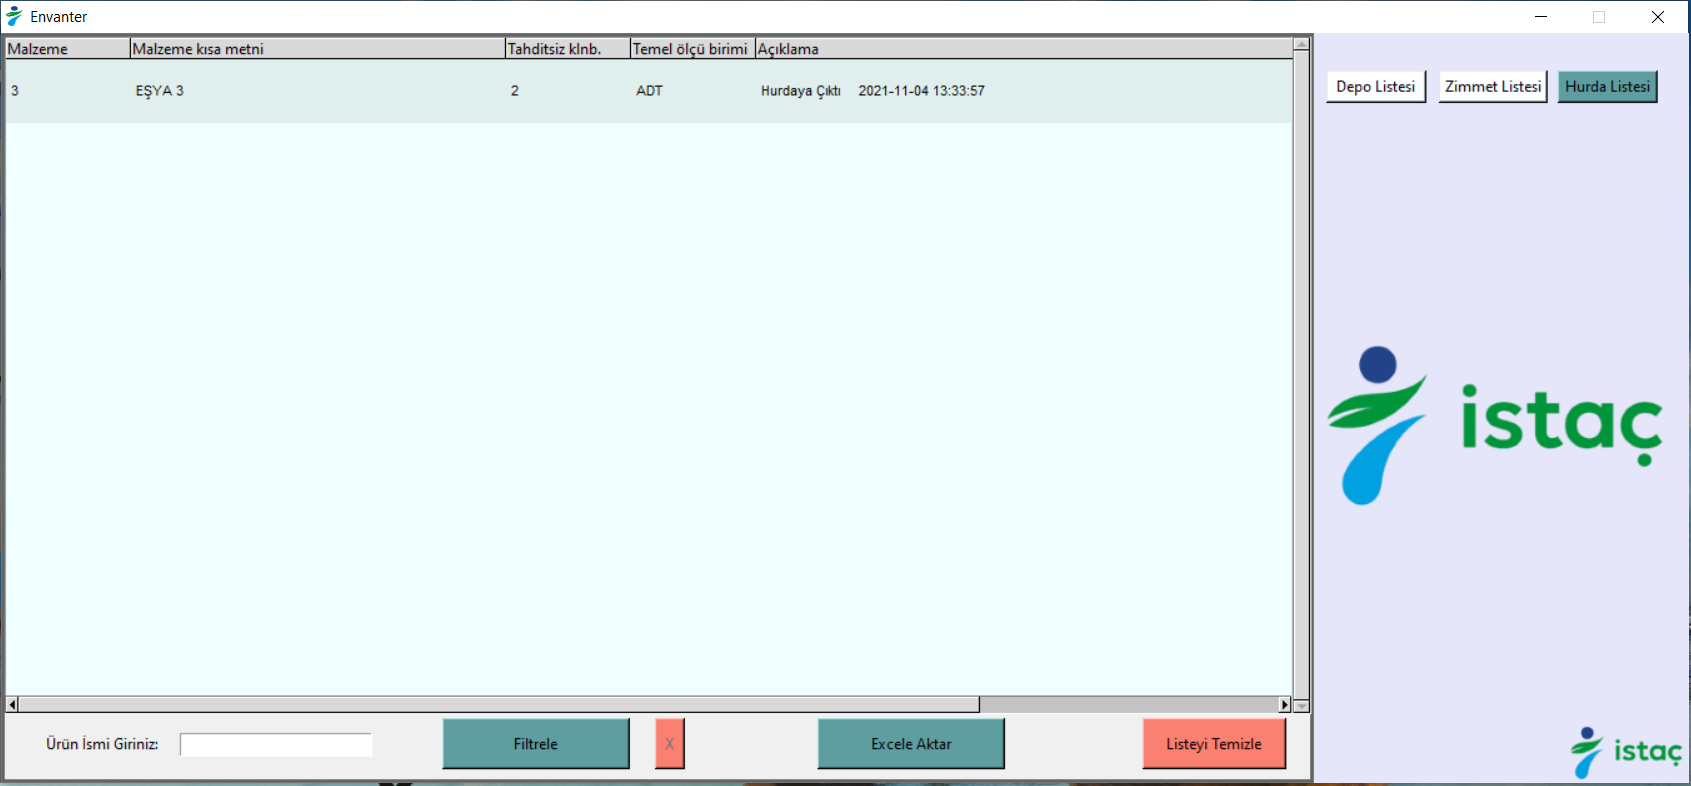 Envanter
Malzeme Malzeme kısa metni Tahditsiz klnb. Temel ölçü birimi Açıklama
3 EŞYA 3 2 ADT Hurdaya Çıktı 2021-11-04 13:33:57
Depo Listesi Zimmet Listesi Hurda Listesi
istaç
Ürün İsmi Giriniz: Filtrele X Excele Aktar Listeyi Temizle
istaç